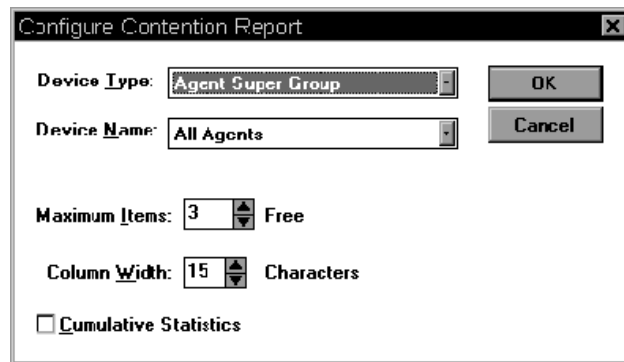 Configure Contention Report
Device Type: Agent Super Group
OK
Device Name: All Agents
Cancel
Maximum Items: 3 Free
Column Width: 15 Characters
Cumulative Statistics